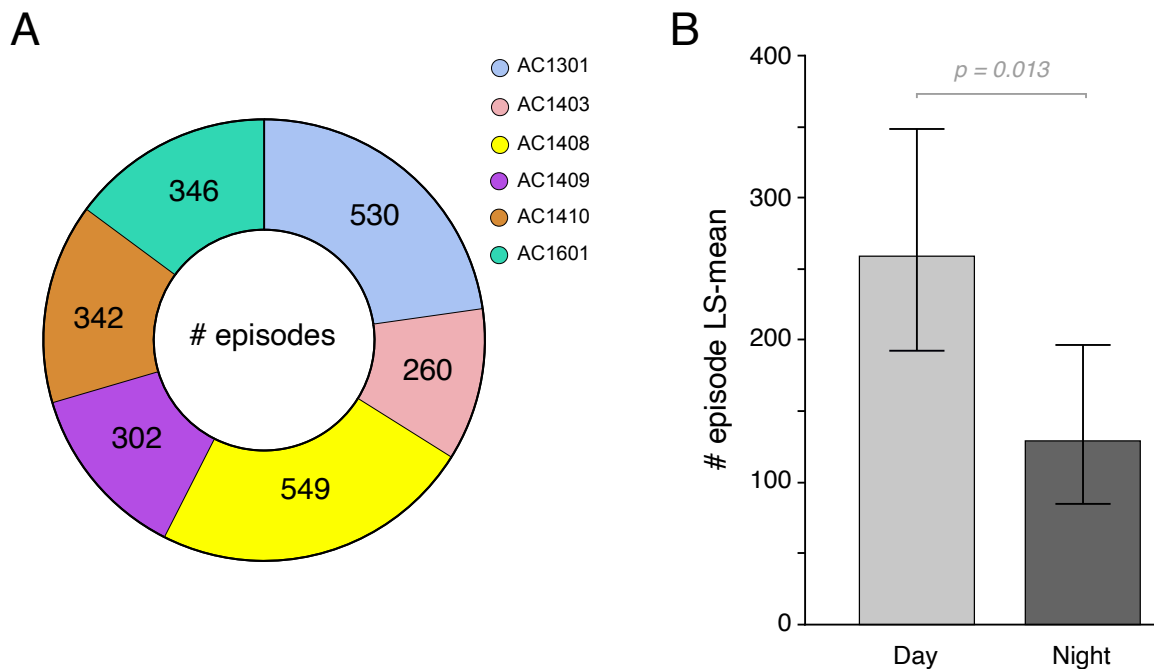 A
AC1301
AC1403
AC1408
AC1409
AC1410
AC1601
346
530
342
# episodes
260
302
549
B
p = 0.013
# episode LS-mean
400
300
200
100
0
Day
Night